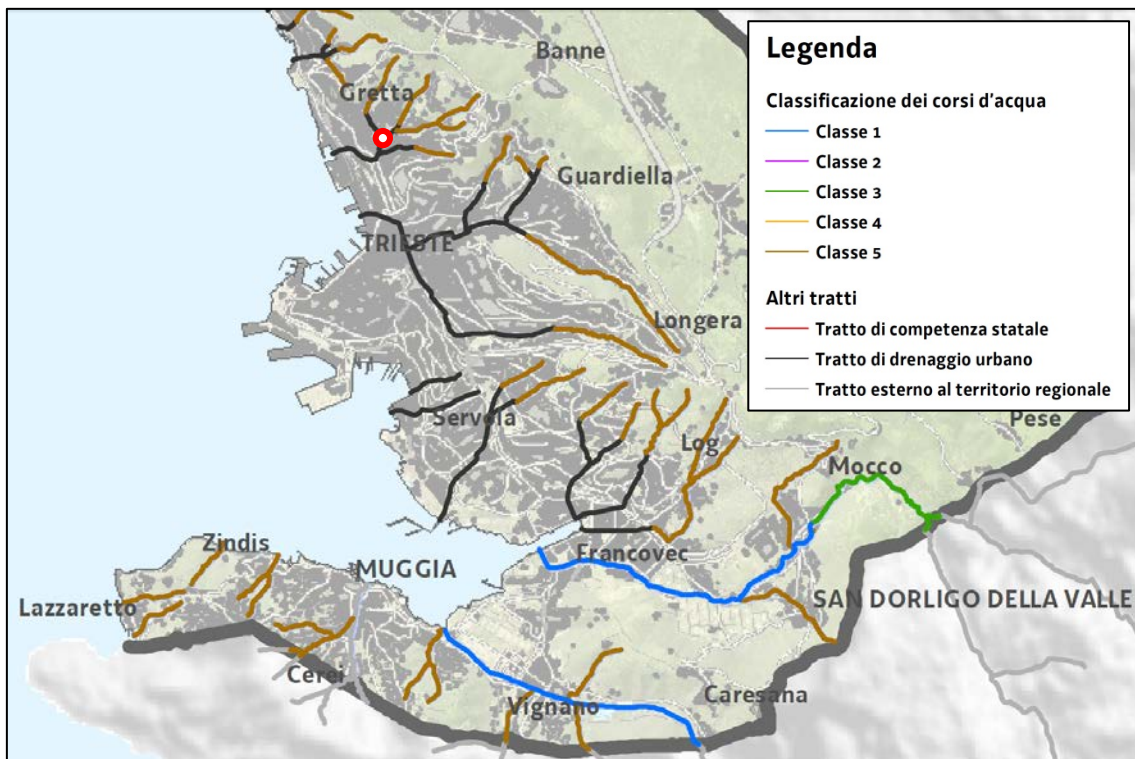 Banne
Gretta
Guardiella
TRIESTE
Longera
Servola
Log
Mocco
Pese
Zindis
MUGGIA
Francovec
Lazzaretto
SAN DORLIGO DELLA VALLE
Cerei
Vignano
Caresana
Legenda
Classificazione dei corsi d'acqua
Classe 1
Classe 2
Classe 3
Classe 4
Classe 5
Altri tratti
Tratto di competenza statale
Tratto di drenaggio urbano
Tratto esterno al territorio regionale